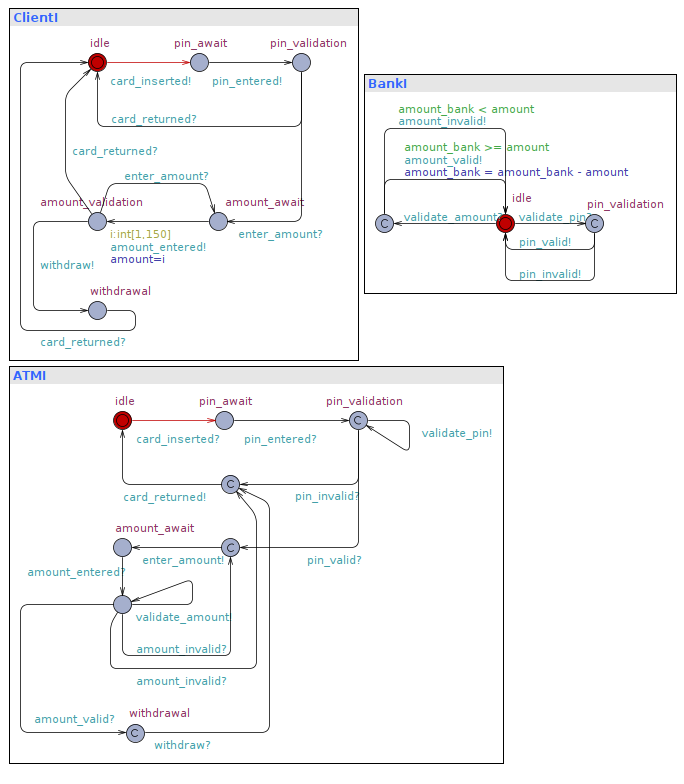 ClientI
idle
pin_await
pin_validation
card_inserted!
pin_entered!
card_returned?
card_returned?
enter_amount?
amount_validation
amount_await
i:int[1,150]
amount_entered!
amount=i
enter_amount?
withdraw!
withdrawal
card_returned?
BankI
amount_bank < amount
amount_invalid!
amount_bank >= amount
amount_valid!
amount_bank = amount_bank - amount
idle
pin_validation
C
validate_amount?
validate_pin?
C
pin_valid!
pin_invalid!
ATMI
idle
pin_await
pin_validation
C
card_inserted?
pin_entered?
validate_pin!
C
card_returned!
pin_invalid?
amount_await
C
enter_amount!
pin_valid?
amount_entered?
validate_amount!
amount_invalid?
amount_invalid?
amount_valid?
withdrawal
C
withdraw?